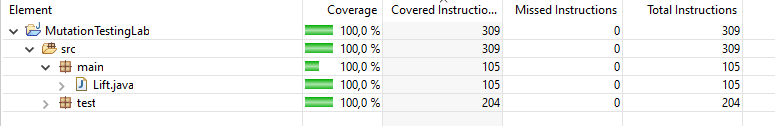 Element Coverage Covered Instructio... Missed Instructions Total Instructions
MutationTestingLab 100,0 % 309 0 309
src 100,0 % 309 0 309
main 100,0 % 105 0 105
Lift.java 100,0 % 105 0 105
test 100,0 % 204 0 204